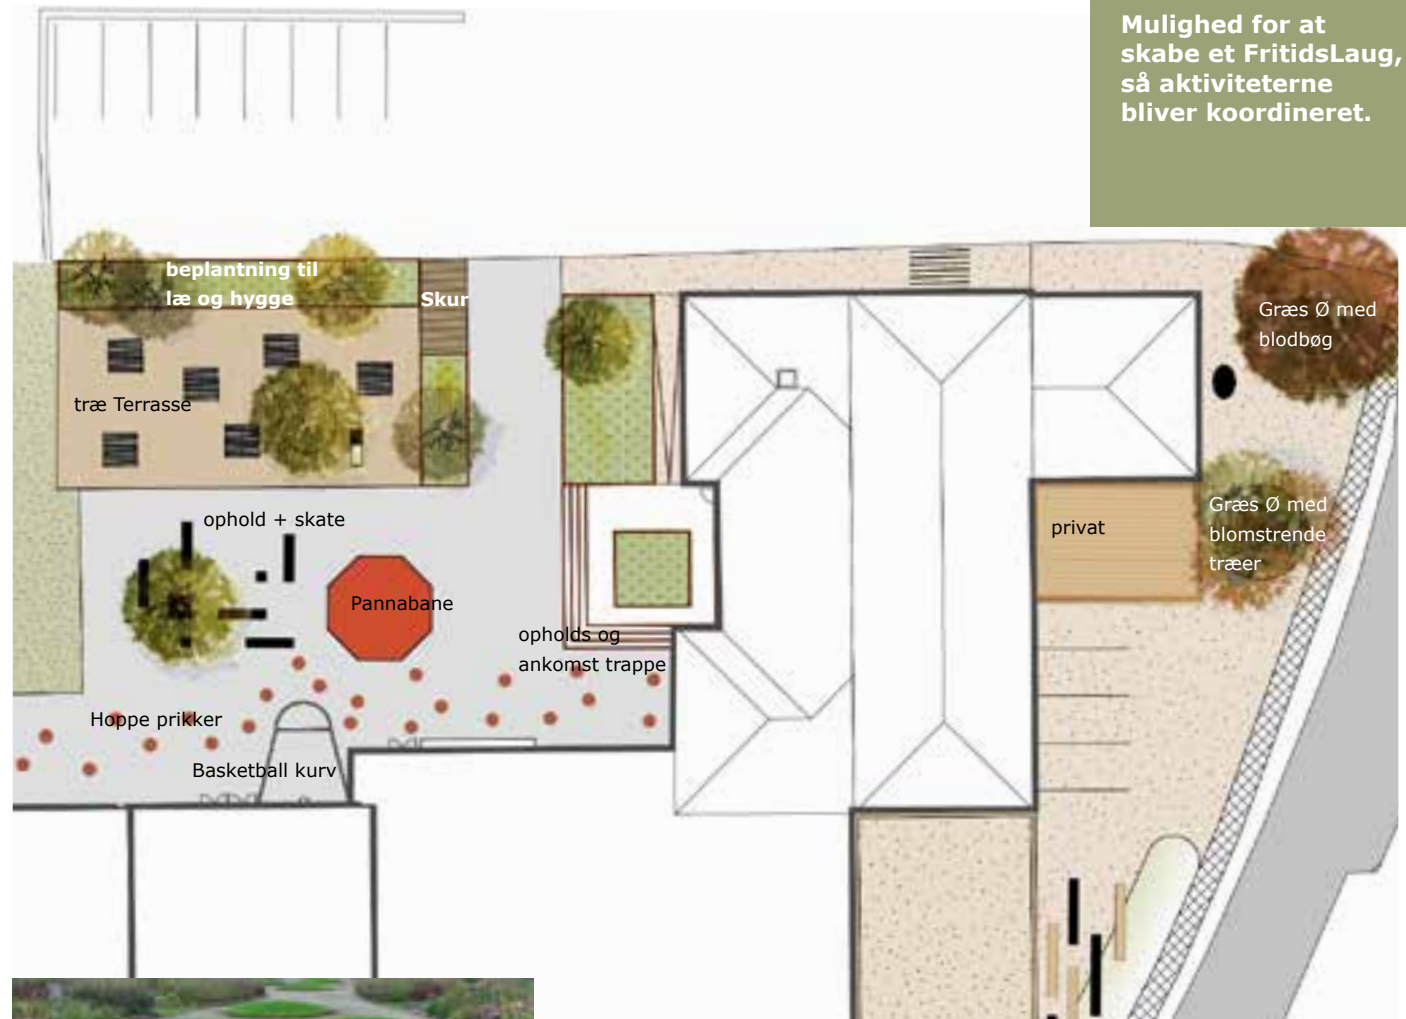 Mulighed for at
skabe et FritidsLaug,
så aktiviteterne
bliver koordineret.
beplantning til
læ og hygge
Skur
Græs Ø med
blodbøg
træ Terrasse
ophold + skate
Græs Ø med
blomstrende
træer
privat
Pannabane
opholds og
ankomst trappe
Hoppe prikker
Basketball kurv